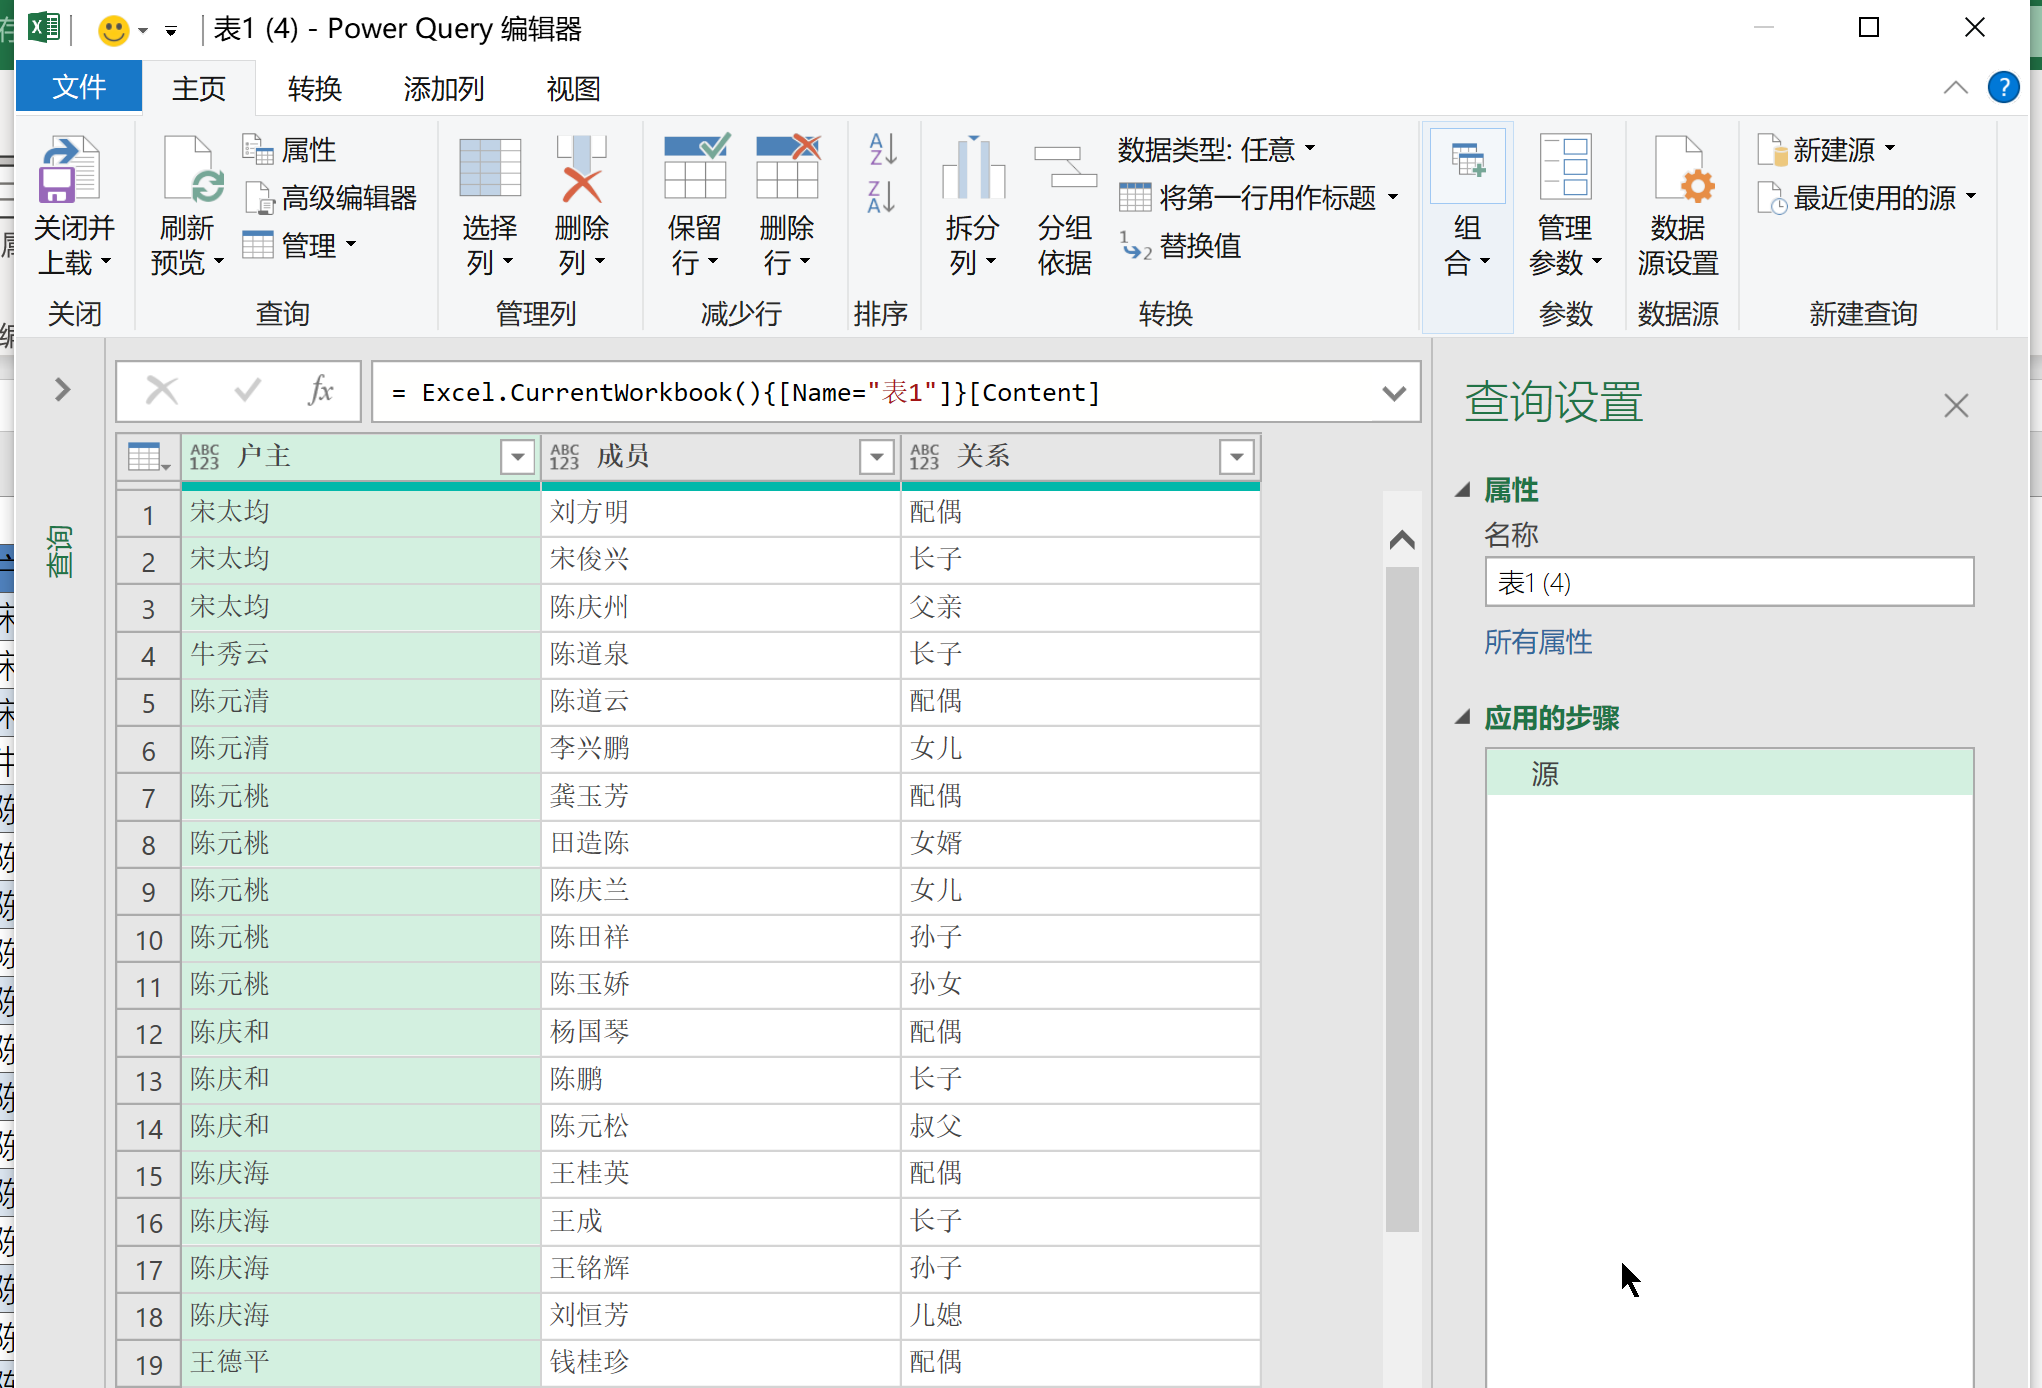 表1 (4) - Power Query 编辑器
文件 主页 转换 添加列 视图
关闭并上载
刷新预览
属性
高级编辑器
管理
选择列
删除列
保留行
删除行
拆分列
分组依据
数据类型: 任意
将第一行用作标题
替换值
组合
管理参数
数据源设置
新建源
最近使用的源
关闭 查询 管理列 减少行 排序 转换 参数 数据源 新建查询
= Excel.CurrentWorkbook(){[Name="表1"]}[Content]
查询
ABC 123 户主 ABC 123 成员 ABC 123 关系
1 宋太均 刘方明 配偶
2 宋太均 宋俊兴 长子
3 宋太均 陈庆州 父亲
4 牛秀云 陈道泉 长子
5 陈元清 陈道云 配偶
6 陈元清 李兴鹏 女儿
7 陈元桃 龚玉芳 配偶
8 陈元桃 田造陈 女婿
9 陈元桃 陈庆兰 女儿
10 陈元桃 陈田祥 孙子
11 陈元桃 陈玉娇 孙女
12 陈庆和 杨国琴 配偶
13 陈庆和 陈鹏 长子
14 陈庆和 陈元松 叔父
15 陈庆海 王桂英 配偶
16 陈庆海 王成 长子
17 陈庆海 王铭辉 孙子
18 陈庆海 刘恒芳 儿媳
19 王德平 钱桂珍 配偶
查询设置
属性
名称
表1 (4)
所有属性
应用的步骤
源